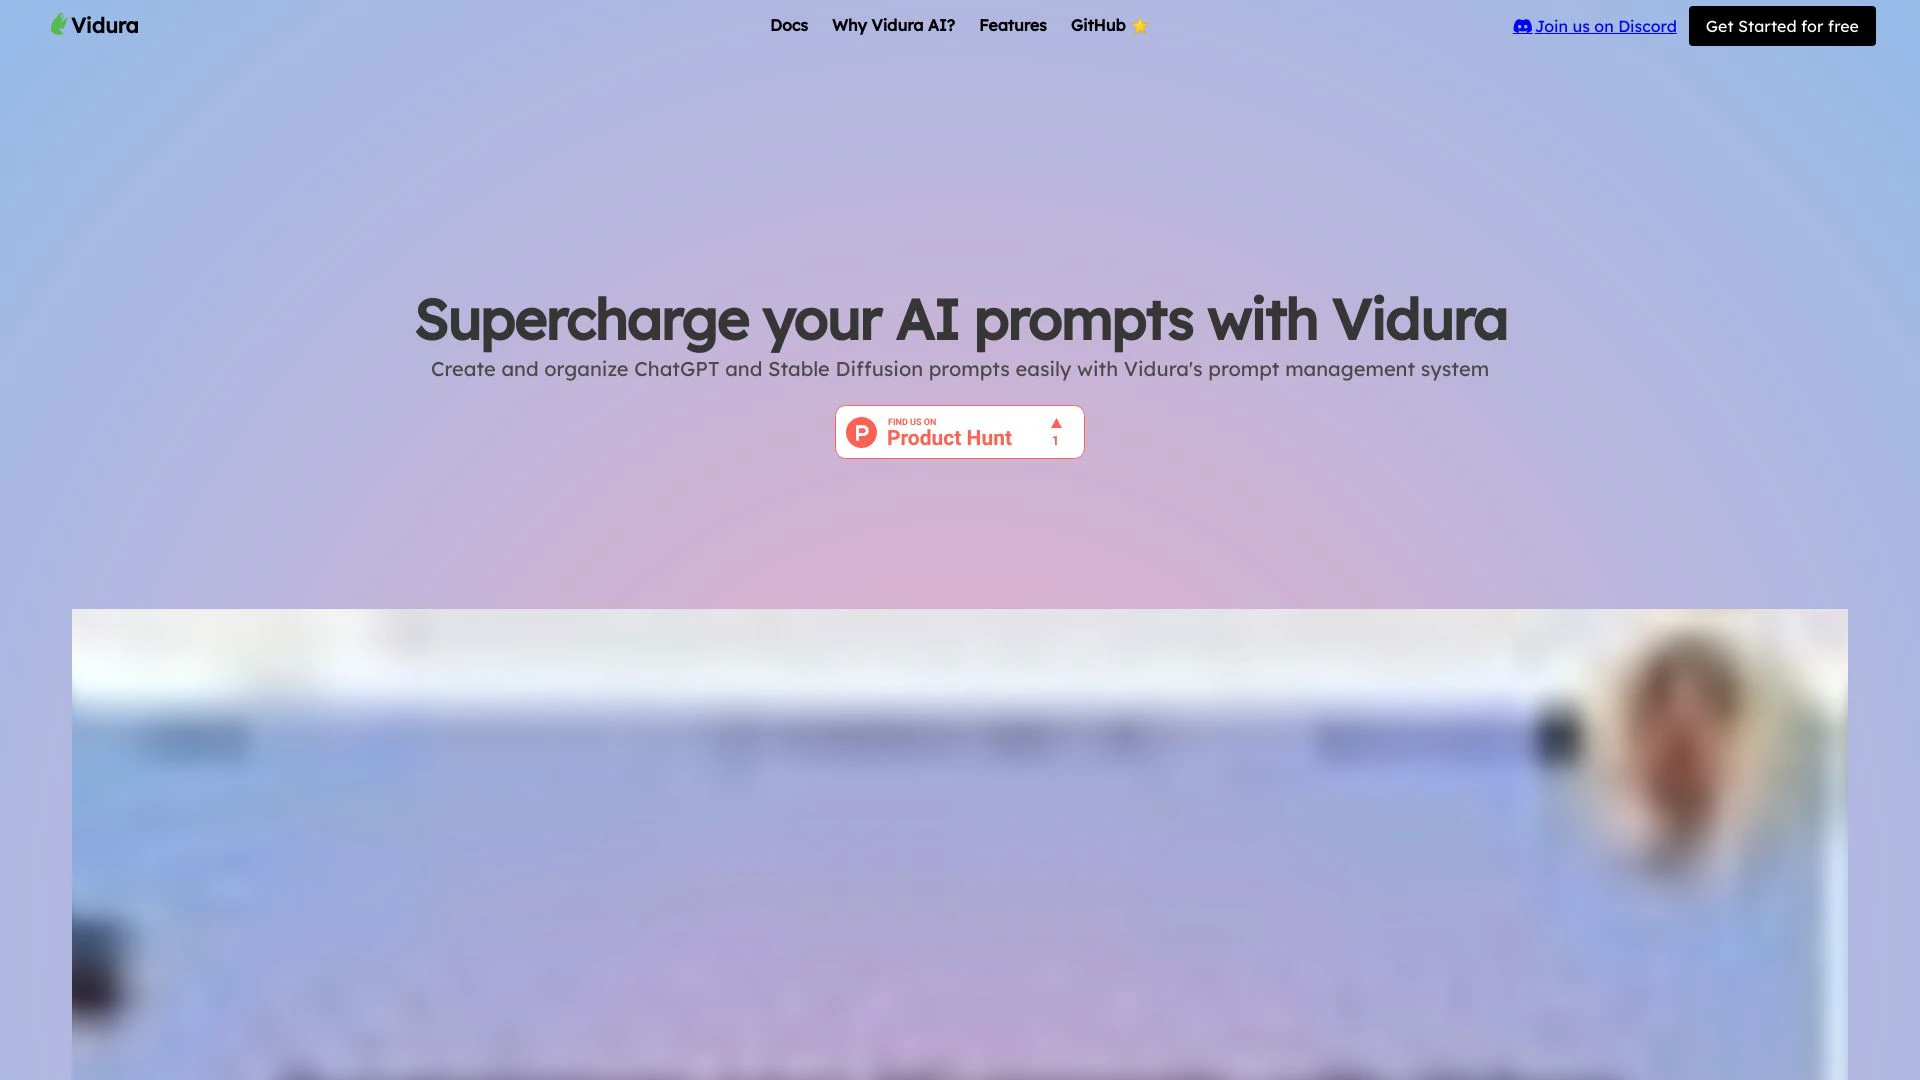 Vidura
Docs
Why Vidura AI?
Features
GitHub ⭐
Join us on Discord
Get Started for free
Supercharge your AI prompts with Vidura
Create and organize ChatGPT and Stable Diffusion prompts easily with Vidura's prompt management system
P
FIND US ON
Product Hunt
▲
1